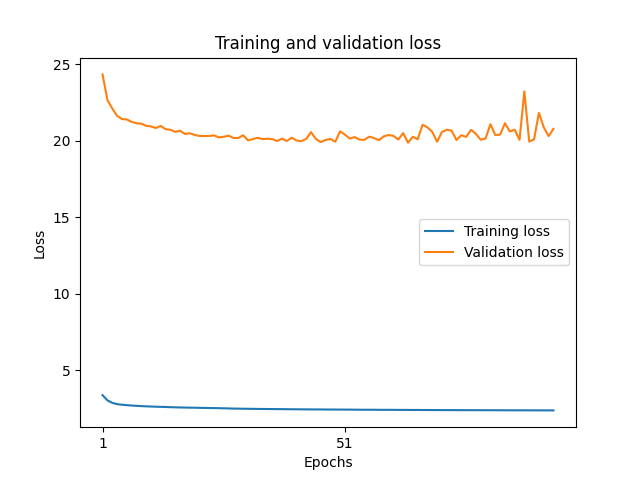 Training and validation loss
25
20
15
10
5
Loss
Training loss
Validation loss
1
51
Epochs